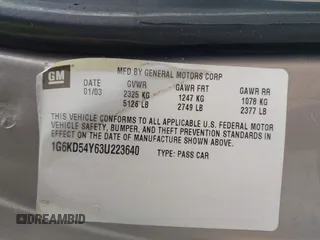 GM
MFD BY GENERAL MOTORS CORP
DATE GVWR GAWR FRT GAWR RR
01/03 2325 KG 1247 KG 1078 KG
5126 LB 2749 LB 2377 LB
THIS VEHICLE CONFORMS TO ALL APPLICABLE U.S. FEDERAL MOTOR
VEHICLE SAFETY, BUMPER, AND THEFT PREVENTION STANDARDS IN
EFFECT ON THE DATE OF MANUFACTURE SHOWN ABOVE.
1G6KD54Y63U223640 TYPE: PASS CAR
DREAMBID